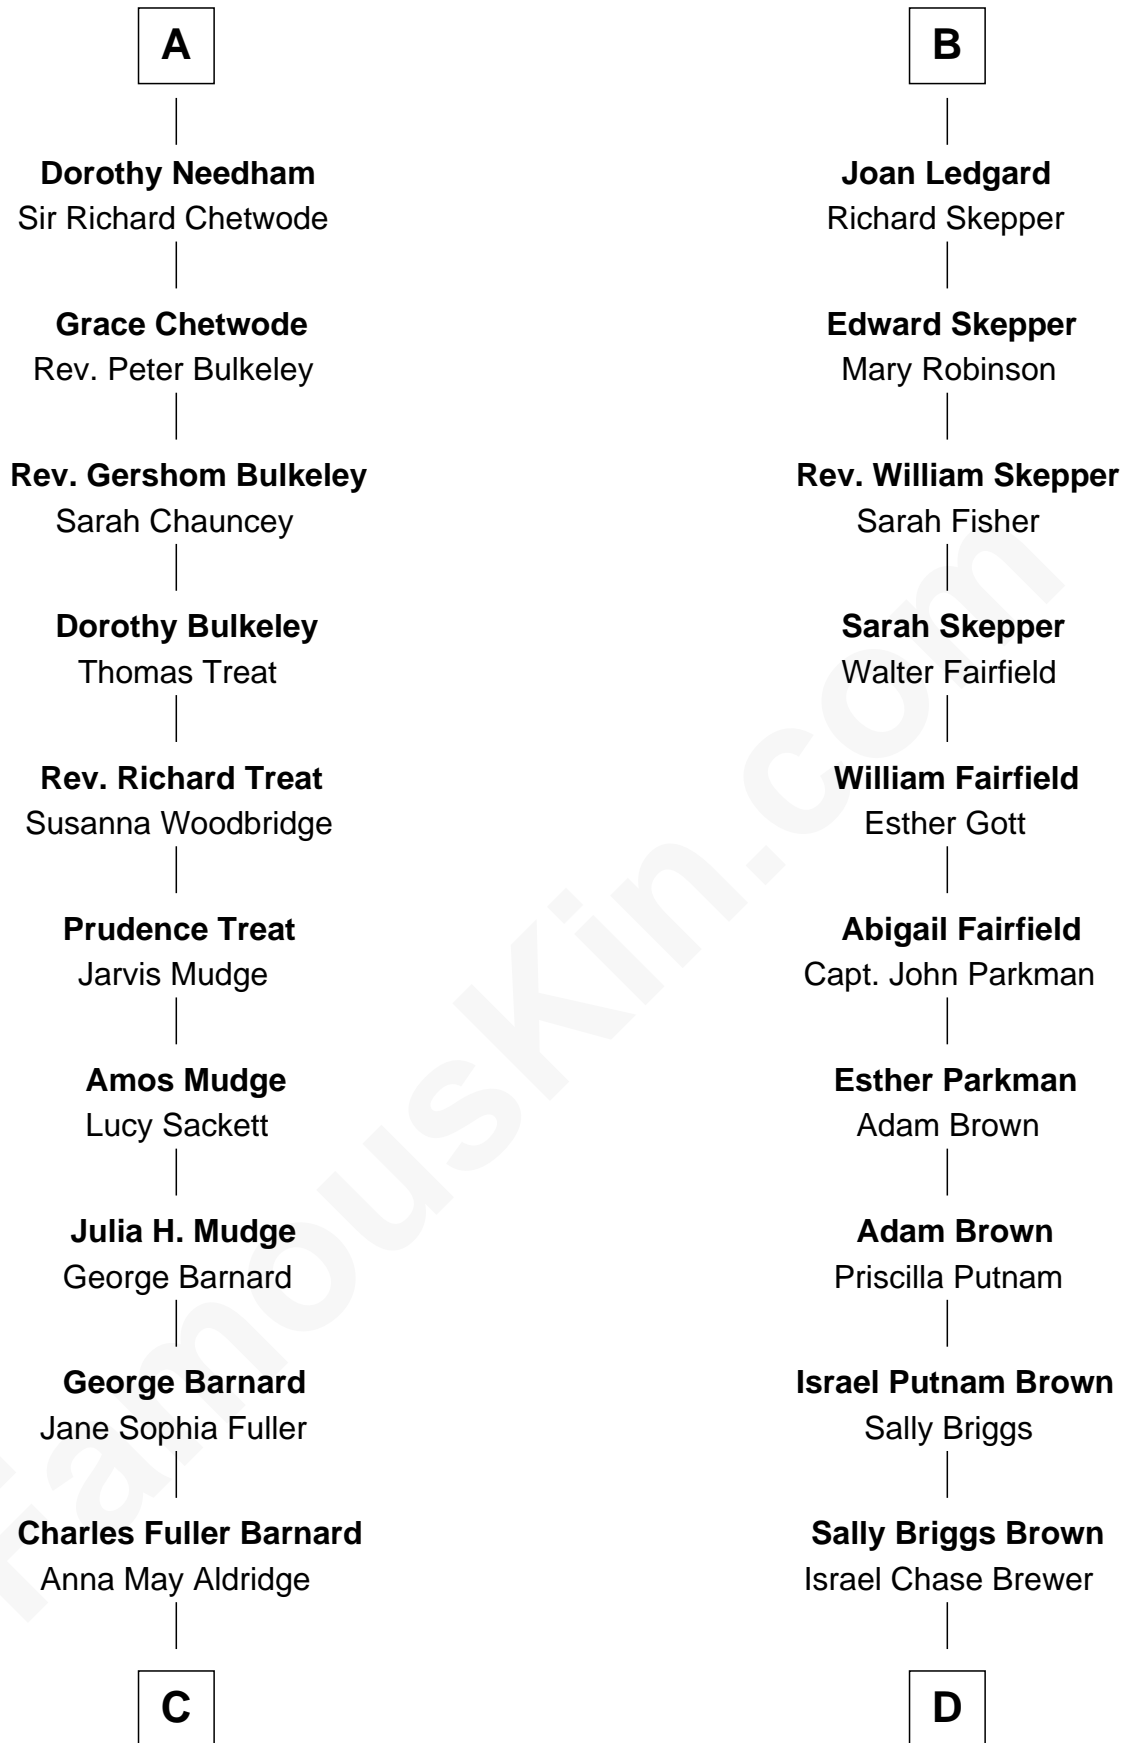 A
Dorothy Needham
Sir Richard Chetwode
Grace Chetwode
Rev. Peter Bulkeley
Rev. Gershom Bulkeley
Sarah Chauncey
Dorothy Bulkeley
Thomas Treat
Rev. Richard Treat
Susanna Woodbridge
Prudence Treat
Jarvis Mudge
Amos Mudge
Lucy Sackett
Julia H. Mudge
George Barnard
George Barnard
Jane Sophia Fuller
Charles Fuller Barnard
Anna May Aldridge
C
B
Joan Ledgard
Richard Skepper
Edward Skepper
Mary Robinson
Rev. William Skepper
Sarah Fisher
Sarah Skepper
Walter Fairfield
William Fairfield
Esther Gott
Abigail Fairfield
Capt. John Parkman
Esther Parkman
Adam Brown
Adam Brown
Priscilla Putnam
Israel Putnam Brown
Sally Briggs
Sally Briggs Brown
Israel Chase Brewer
D
FamousKin.com